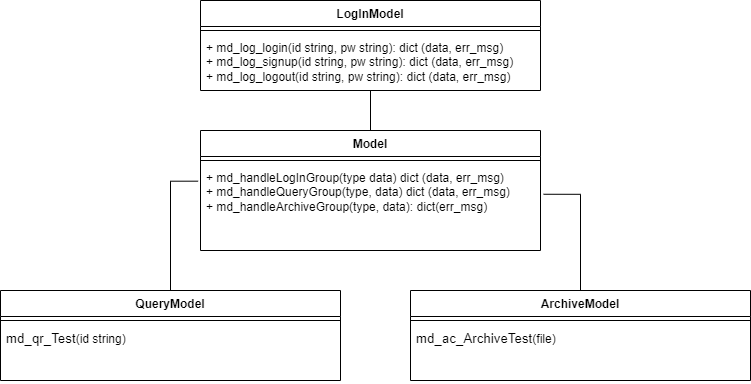 LogInModel
+ md_log_login(id string, pw string): dict (data, err_msg)
+ md_log_signup(id string, pw string): dict (data, err_msg)
+ md_log_logout(id string, pw string): dict (data, err_msg)
Model
+ md_handleLogInGroup(type data) dict (data, err_msg)
+ md_handleQueryGroup(type, data) dict (data, err_msg)
+ md_handleArchiveGroup(type, data): dict(err_msg)
QueryModel
md_qr_Test(id string)
ArchiveModel
md_ac_ArchiveTest(file)